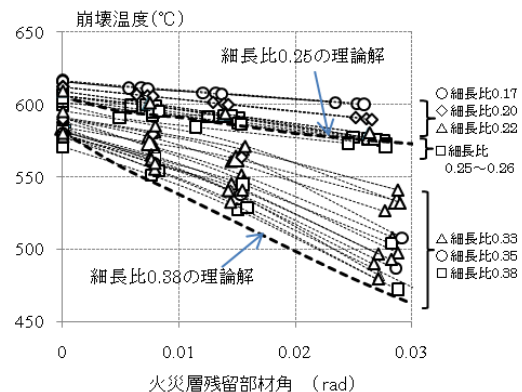 崩壊温度(℃)
650
600
550
500
450
細長比0.25の理論解
細長比0.38の理論解
○細長比0.17
◇細長比0.20
△細長比0.22
□細長比
0.25～0.26
△細長比0.33
○細長比0.35
□細長比0.38
0
0.01
0.02
0.03
火災層残留部材角 （rad）